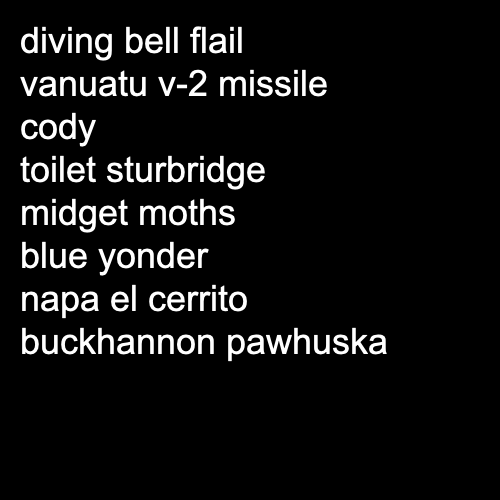 diving bell flail
vanuatu v-2 missile
cody
toilet sturbridge
midget moths
blue yonder
napa el cerrito
buckhannon pawhuska